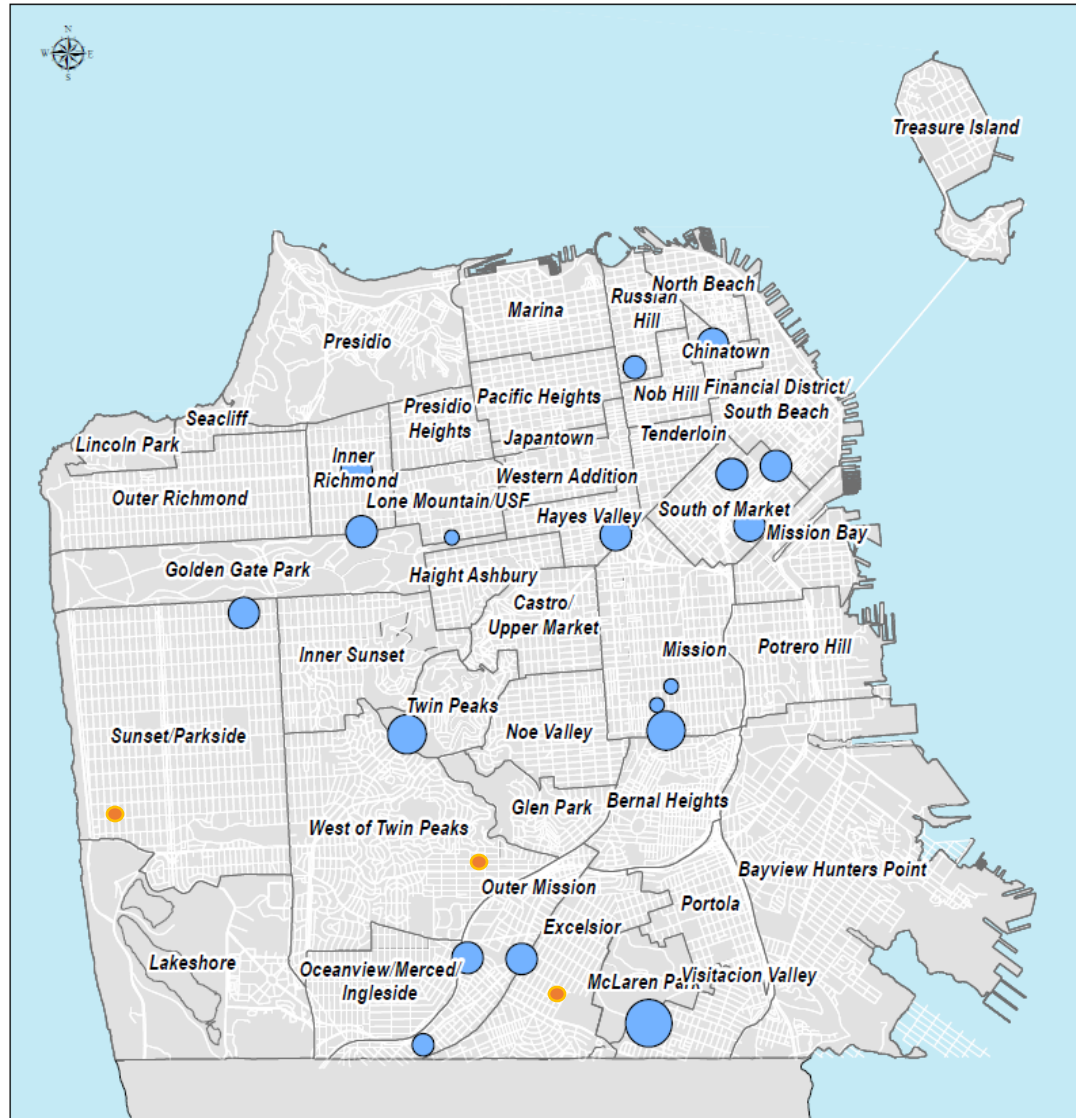 N
W E
S
Treasure Island
North Beach
Russian
Hill
Marina
Presidio
Chinatown
Pacific Heights
Nob Hill
Financial District/
South Beach
Presidio
Heights
Seacliff
Lincoln Park
Japantown
Tenderloin
Inner
Richmond
Western Addition
Outer Richmond
Lone Mountain/USF
South of Market
Hayes Valley
Mission Bay
Golden Gate Park
Haight Ashbury
Castro/
Upper Market
Inner Sunset
Mission
Potrero Hill
Twin Peaks
Sunset/Parkside
Noe Valley
Glen Park
Bernal Heights
West of Twin Peaks
Bayview Hunters Point
Outer Mission
Portola
Excelsior
Lakeshore
Oceanview/Merced/
Ingleside
McLaren Park
Visitacion Valley